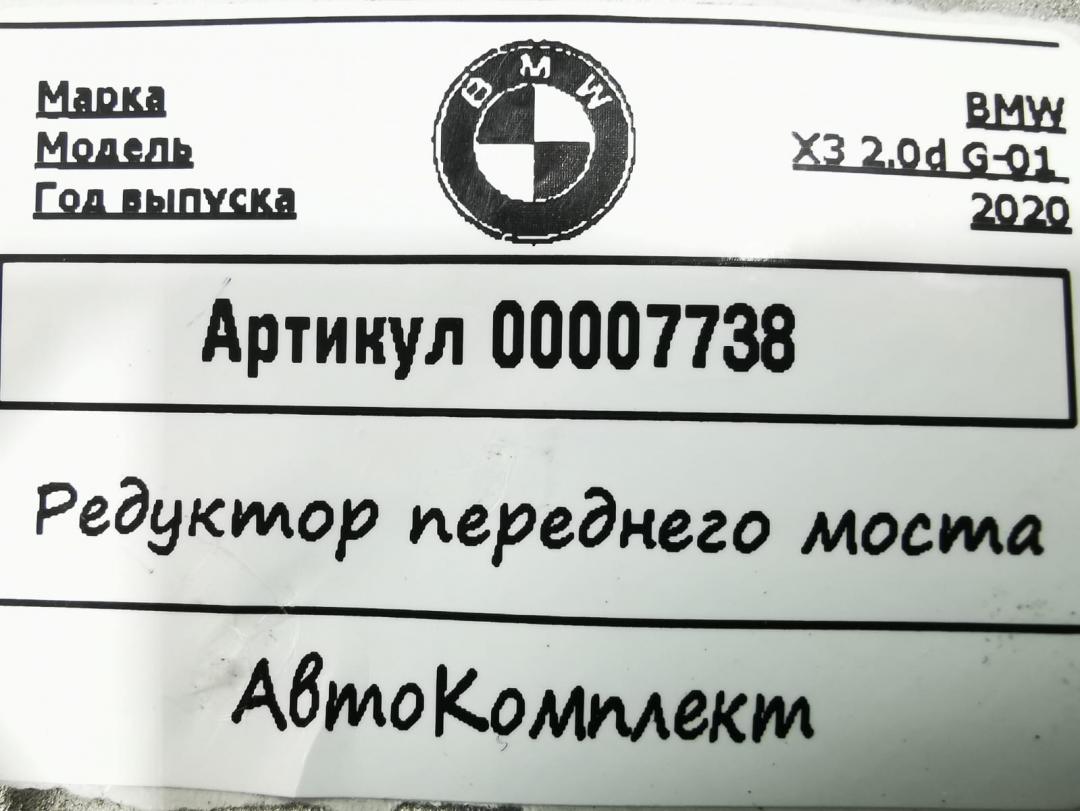 Марка BMW
Модель X3 2.0d G-01
Год выпуска 2020
BMW
Артикул 00007738
Редуктор переднего моста
АвтоКомплект